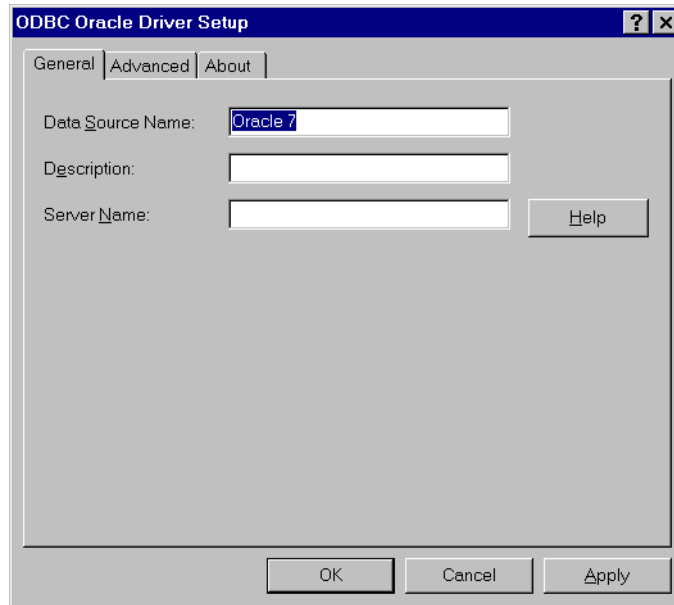 ODBC Oracle Driver Setup
General Advanced About
Data Source Name: Oracle 7
Description:
Server Name:
Help
OK Cancel Apply